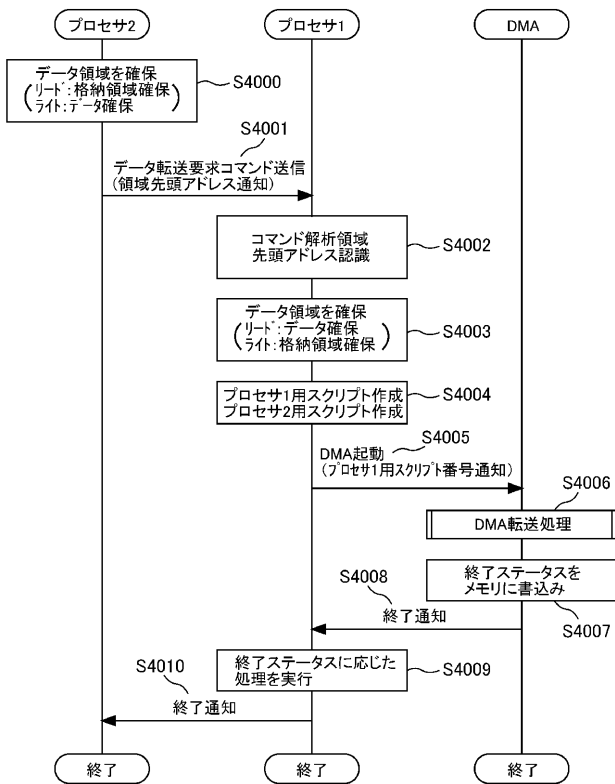 プロセサ2
プロセサ1
DMA
データ領域を確保
(リード:格納領域確保
ライト:データ確保)
S4000
S4001
データ転送要求コマンド送信
(領域先頭アドレス通知)
コマンド解析領域
先頭アドレス認識
S4002
データ領域を確保
(リード:データ確保
ライト:格納領域確保)
S4003
プロセサ1用スクリプト作成
プロセサ2用スクリプト作成
S4004
S4005
DMA起動
(プロセサ1用スクリプト番号通知)
S4006
DMA転送処理
終了ステータスを
メモリに書込み
S4007
S4008
終了通知
終了ステータスに応じた
処理を実行
S4009
S4010
終了通知
終了
終了
終了